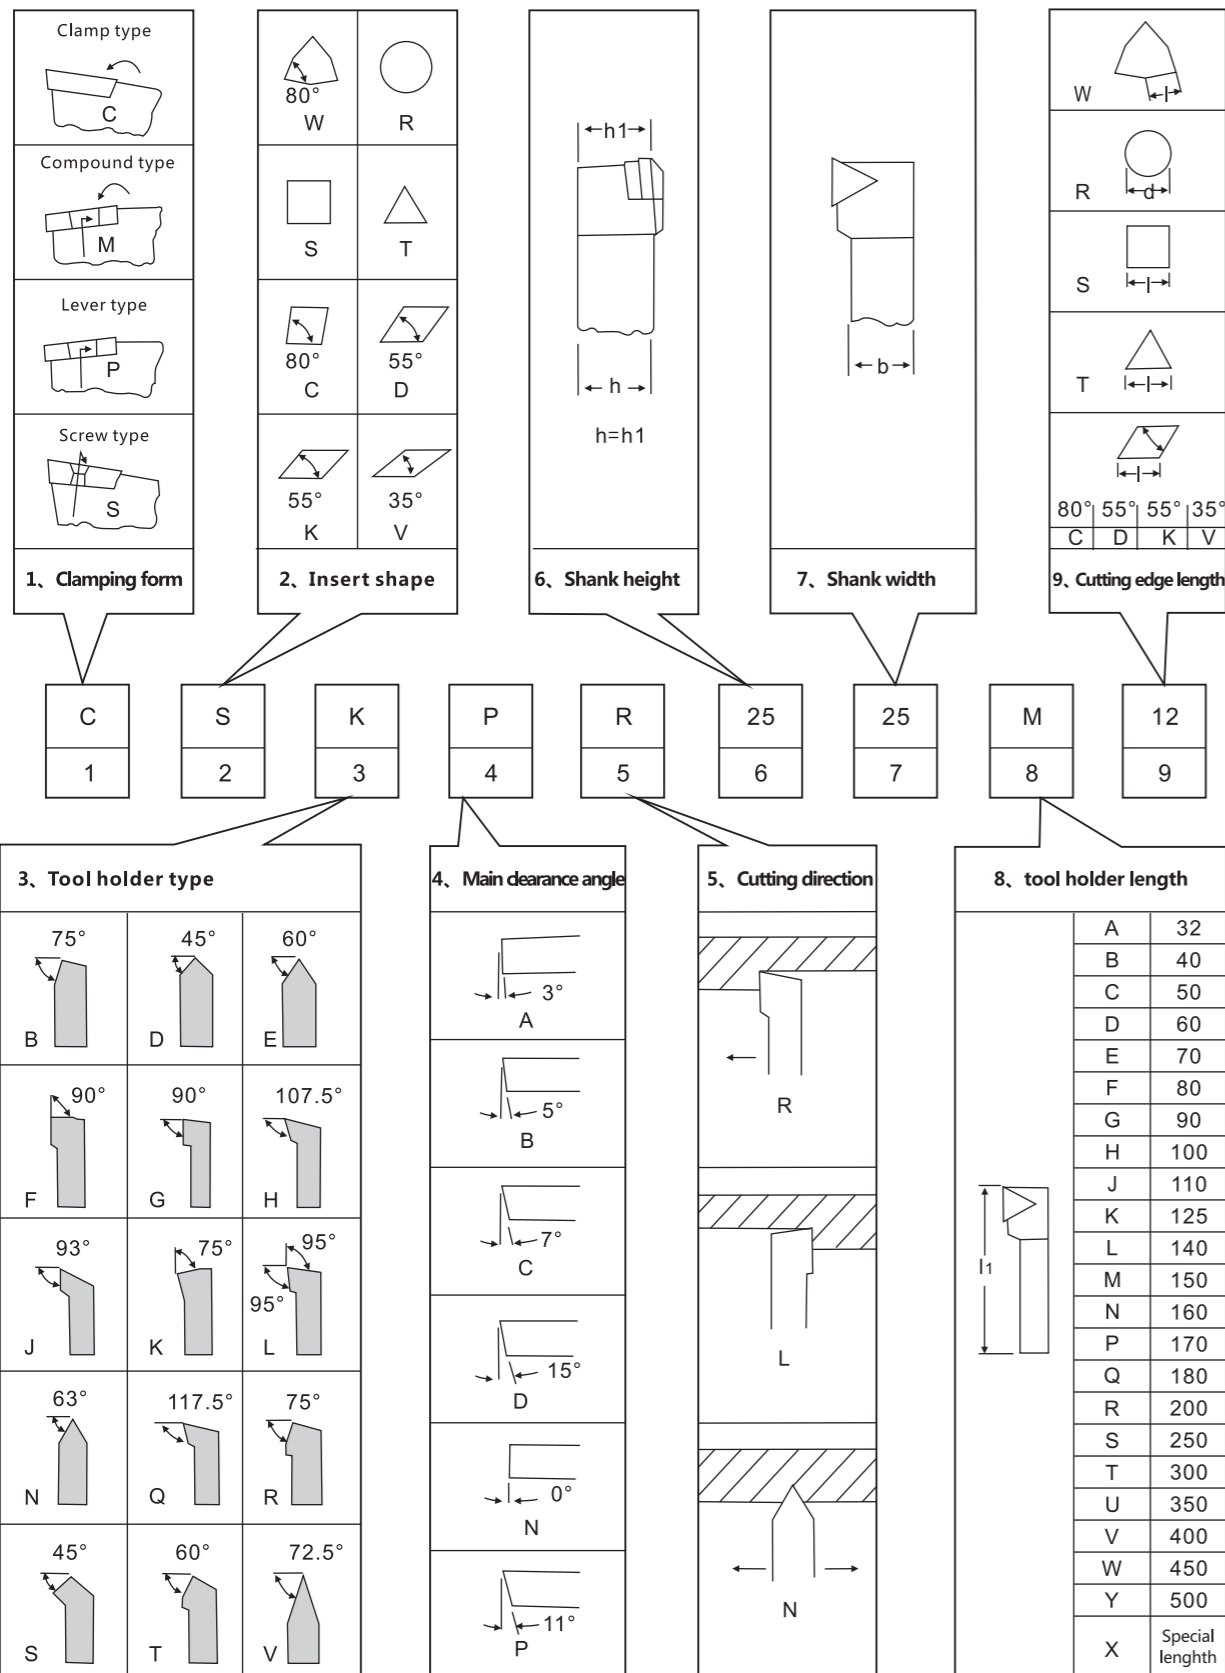 Clamp type
C
Compound type
M
Lever type
P
Screw type
S
1、Clamping form
80°
W
R
S
T
80°
C
55°
D
55°
K
35°
V
2、Insert shape
h1
h
h=h1
6、Shank height
b
7、Shank width
W
l
R
d
S
l
T
l
l
80° 55° 55° 35°
C D K V
9、Cutting edge length
C S K P R 25 25 M 12
1 2 3 4 5 6 7 8 9
3、Tool holder type
75°
B
45°
D
60°
E
90°
F
90°
G
107.5°
H
93°
J
75°
K
95°
95°
L
63°
N
117.5°
Q
75°
R
45°
S
60°
T
72.5°
V
4、Main clearance angle
3°
A
5°
B
7°
C
15°
D
0°
N
11°
P
5、Cutting direction
R
L
N
8、tool holder length
l1
A 32
B 40
C 50
D 60
E 70
F 80
G 90
H 100
J 110
K 125
L 140
M 150
N 160
P 170
Q 180
R 200
S 250
T 300
U 350
V 400
W 450
Y 500
X Special
lenghth